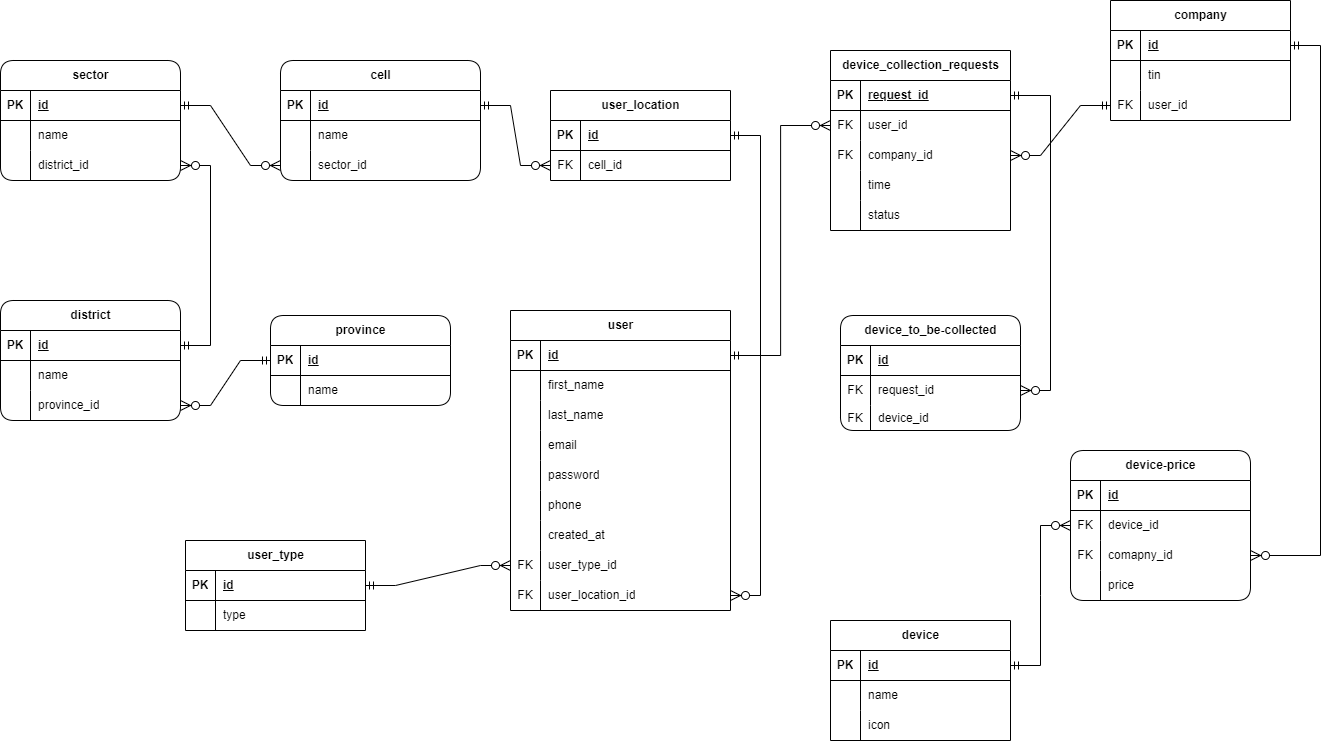 company
PK id
tin
FK user_id
device_collection_requests
PK request_id
FK user_id
FK company_id
time
status
sector
PK id
name
district_id
cell
PK id
name
sector_id
user_location
PK id
FK cell_id
district
PK id
name
province_id
province
PK id
name
user
PK id
first_name
last_name
email
password
phone
created_at
FK user_type_id
FK user_location_id
device_to_be-collected
PK id
FK request_id
FK device_id
device-price
PK id
FK device_id
FK comapny_id
price
user_type
PK id
type
device
PK id
name
icon